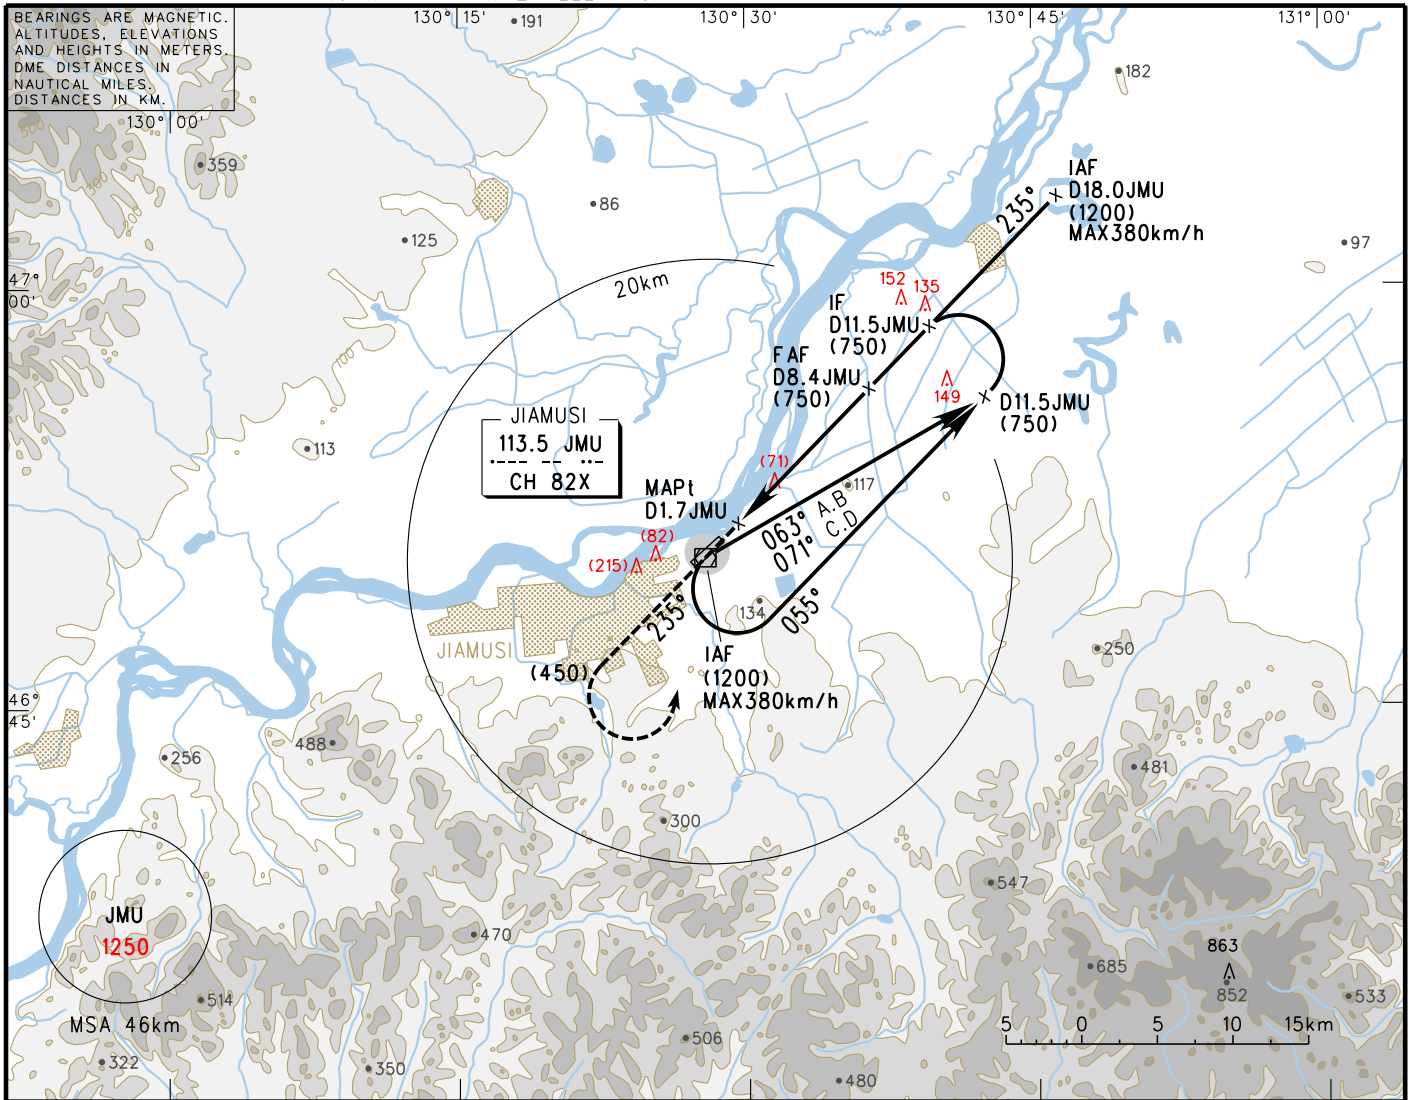 BEARINGS ARE MAGNETIC.
ALTITUDES, ELEVATIONS
AND HEIGHTS IN METERS.
DME DISTANCES IN
NAUTICAL MILES.
DISTANCES IN KM.
130° 00'
130° 15'
130° 30'
130° 45'
131° 00'
191
182
359
500
300
200
100
86
125
97
47°
00'
20km
IAF
D18.0JMU
(1200)
MAX380km/h
235°
152
135
IF
D11.5JMU
(750)
FAF
D8.4JMU
(750)
149
D11.5JMU
(750)
JIAMUSI
113.5 JMU
CH 82X
113
(71)
117
MAPt
D1.7JMU
063° A.B
071° C.D
(82)
(215)
134
055°
235°
JIAMUSI
(450)
IAF
(1200)
MAX380km/h
250
46°
45'
488
256
481
300
547
JMU
1250
MSA 46km
470
863
685
852
533
514
506
322
350
480
5 0 5 10 15km